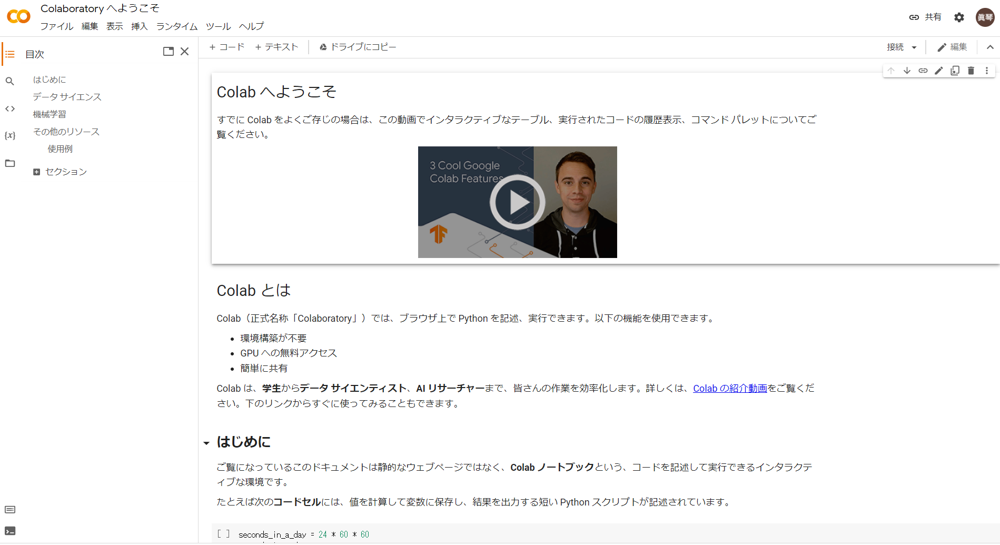 Colaboratory へようこそ
ファイル 編集 表示 挿入 ランタイム ツール ヘルプ
共有
眞琴
目次
はじめに
データ サイエンス
機械学習
その他のリソース
使用例
セクション
{x}
+ コード + テキスト ドライブにコピー
接続 編集
Colab へようこそ
すでに Colab をよくご存じの場合は、この動画でインタラクティブなテーブル、実行されたコードの履歴表示、コマンド パレットについてご
覧ください。
3 Cool Google
Colab Features
Colab とは
Colab（正式名称「Colaboratory」）では、ブラウザ上で Python を記述、実行できます。以下の機能を使用できます。
• 環境構築が不要
• GPU への無料アクセス
• 簡単に共有
Colab は、学生からデータ サイエンティスト、AI リサーチャーまで、皆さんの作業を効率化します。詳しくは、Colab の紹介動画をご覧くだ
さい。下のリンクからすぐに使ってみることもできます。
はじめに
ご覧になっているこのドキュメントは静的なウェブページではなく、Colab ノートブックという、コードを記述して実行できるインタラクテ
ィブな環境です。
たとえば次のコードセルには、値を計算して変数に保存し、結果を出力する短い Python スクリプトが記述されています。
[ ] seconds_in_a_day = 24 * 60 * 60